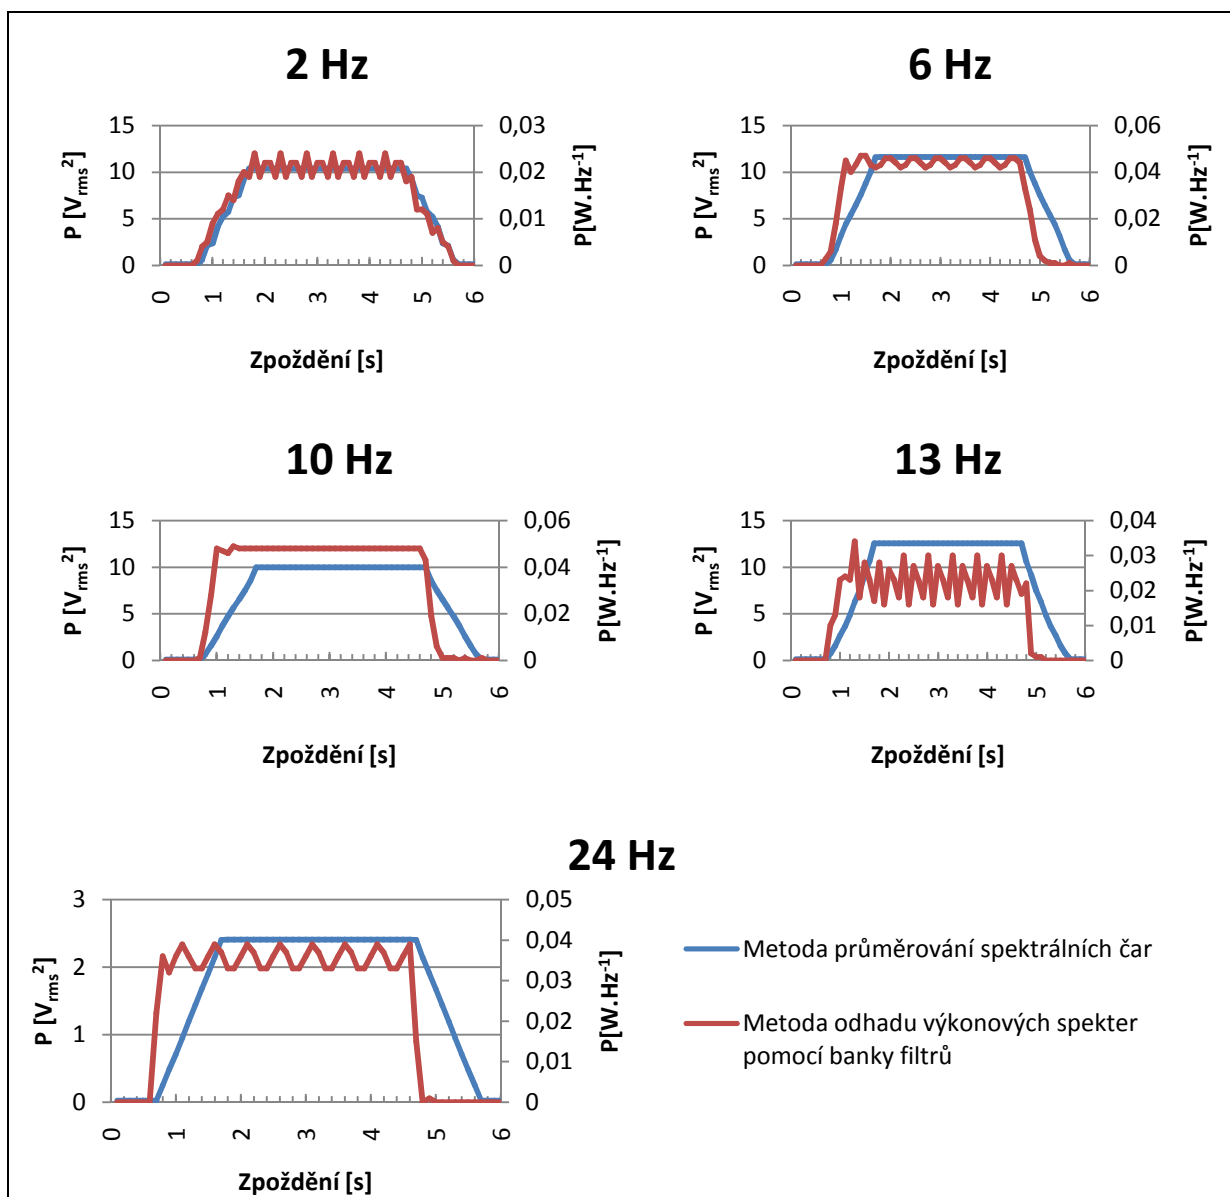 2 Hz
15
10
5
0
P [Vrms²]
0,03
0,02
0,01
0
P[W.Hz⁻¹]
0 1 2 3 4 5 6
Zpoždění [s]
6 Hz
15
10
5
0
P [Vrms²]
0,06
0,04
0,02
0
P[W.Hz⁻¹]
0 1 2 3 4 5 6
Zpoždění [s]
10 Hz
15
10
5
0
P [Vrms²]
0,06
0,04
0,02
0
P[W.Hz⁻¹]
0 1 2 3 4 5 6
Zpoždění [s]
13 Hz
15
10
5
0
P [Vrms²]
0,04
0,03
0,02
0,01
0
P[W.Hz⁻¹]
0 1 2 3 4 5 6
Zpoždění [s]
24 Hz
3
2
1
0
P [Vrms²]
0,05
0,04
0,03
0,02
0,01
0
P[W.Hz⁻¹]
0 1 2 3 4 5 6
Zpoždění [s]
Metoda průměrování spektrálních čar
Metoda odhadu výkonových spekter
pomocí banky filtrů